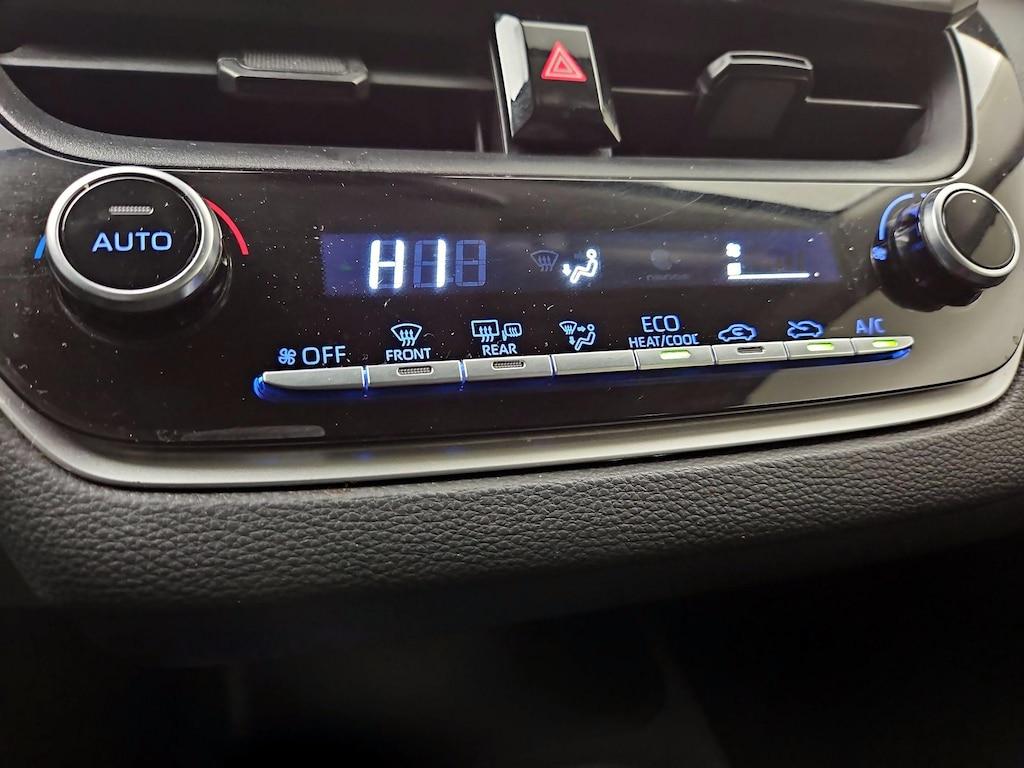 AUTO
HI
OFF
FRONT
REAR
ECO
HEAT/COOL
A/C